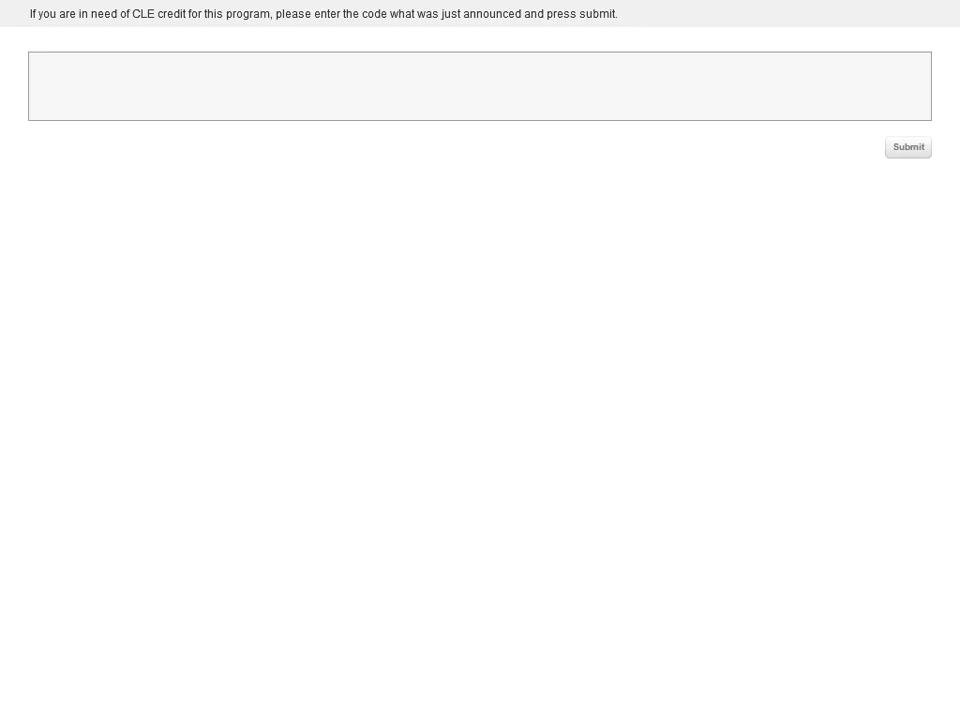 If you are in need of CLE credit for this program, please enter the code what was just announced and press submit.
Submit